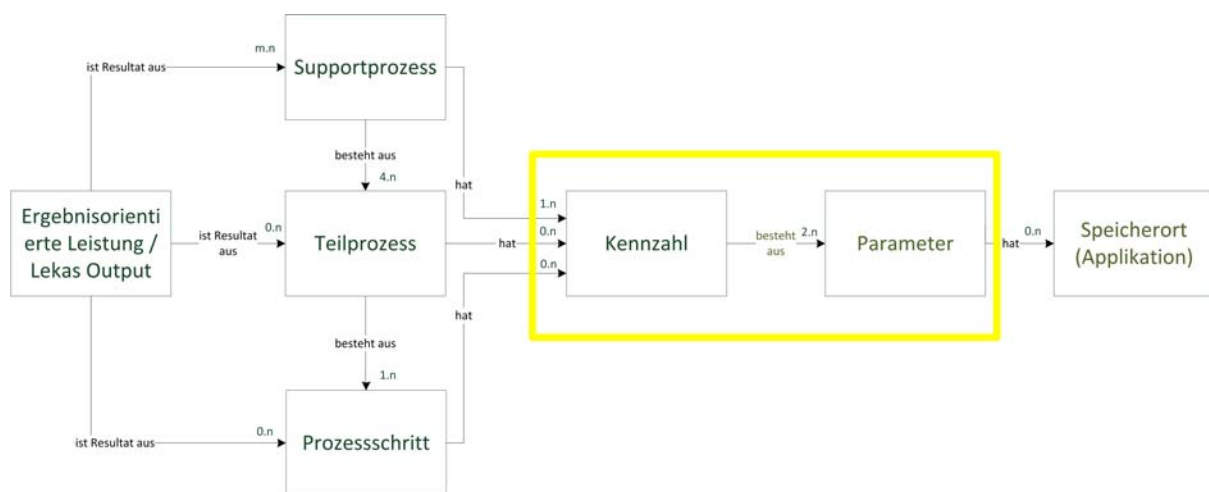 m.n
ist Resultat aus
Supportprozess
besteht aus
4.n
hat
Ergebnisorienti
erte Leistung /
Lekas Output
ist Resultat
aus
0.n
Teilprozess
hat
1.n
0.n
0.n
Kennzahl
besteht
aus
2.n
Parameter
hat
0.n
Speicherort
(Applikation)
hat
besteht aus
1.n
ist Resultat aus
0.n
Prozessschritt